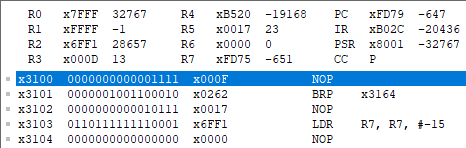 R0 x7FFF 32767 R4 xB520 -19168 PC xFD79 -647
R1 xFFFF -1 R5 x0017 23 IR xB02C -20436
R2 x6FF1 28657 R6 x0000 0 PSR x8001 -32767
R3 x000D 13 R7 xFD75 -651 CC P
x3100 0000000000001111 x000F NOP
x3101 0000001001100010 x0262 BRP x3164
x3102 0000000000010111 x0017 NOP
x3103 0110111111110001 x6FF1 LDR R7, R7, #-15
x3104 0000000000000000 x0000 NOP